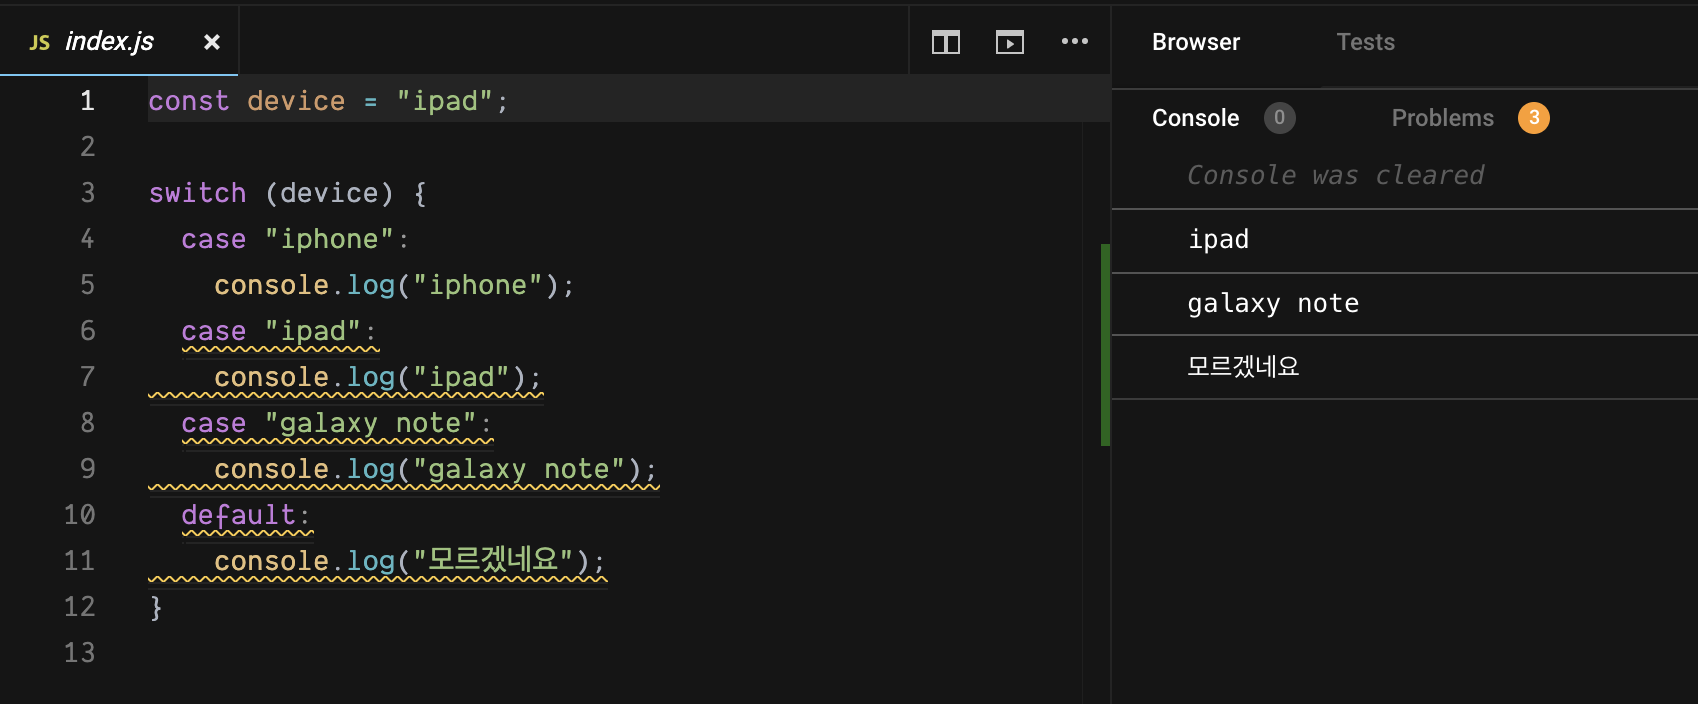 JS index.js ×
1 const device = "ipad";
2
3 switch (device) {
4   case "iphone":
5     console.log("iphone");
6   case "ipad":
7     console.log("ipad");
8   case "galaxy note":
9     console.log("galaxy note");
10   default:
11     console.log("모르겠네요");
12 }
13
Browser Tests
Console 0 Problems 3
Console was cleared
ipad
galaxy note
모르겠네요